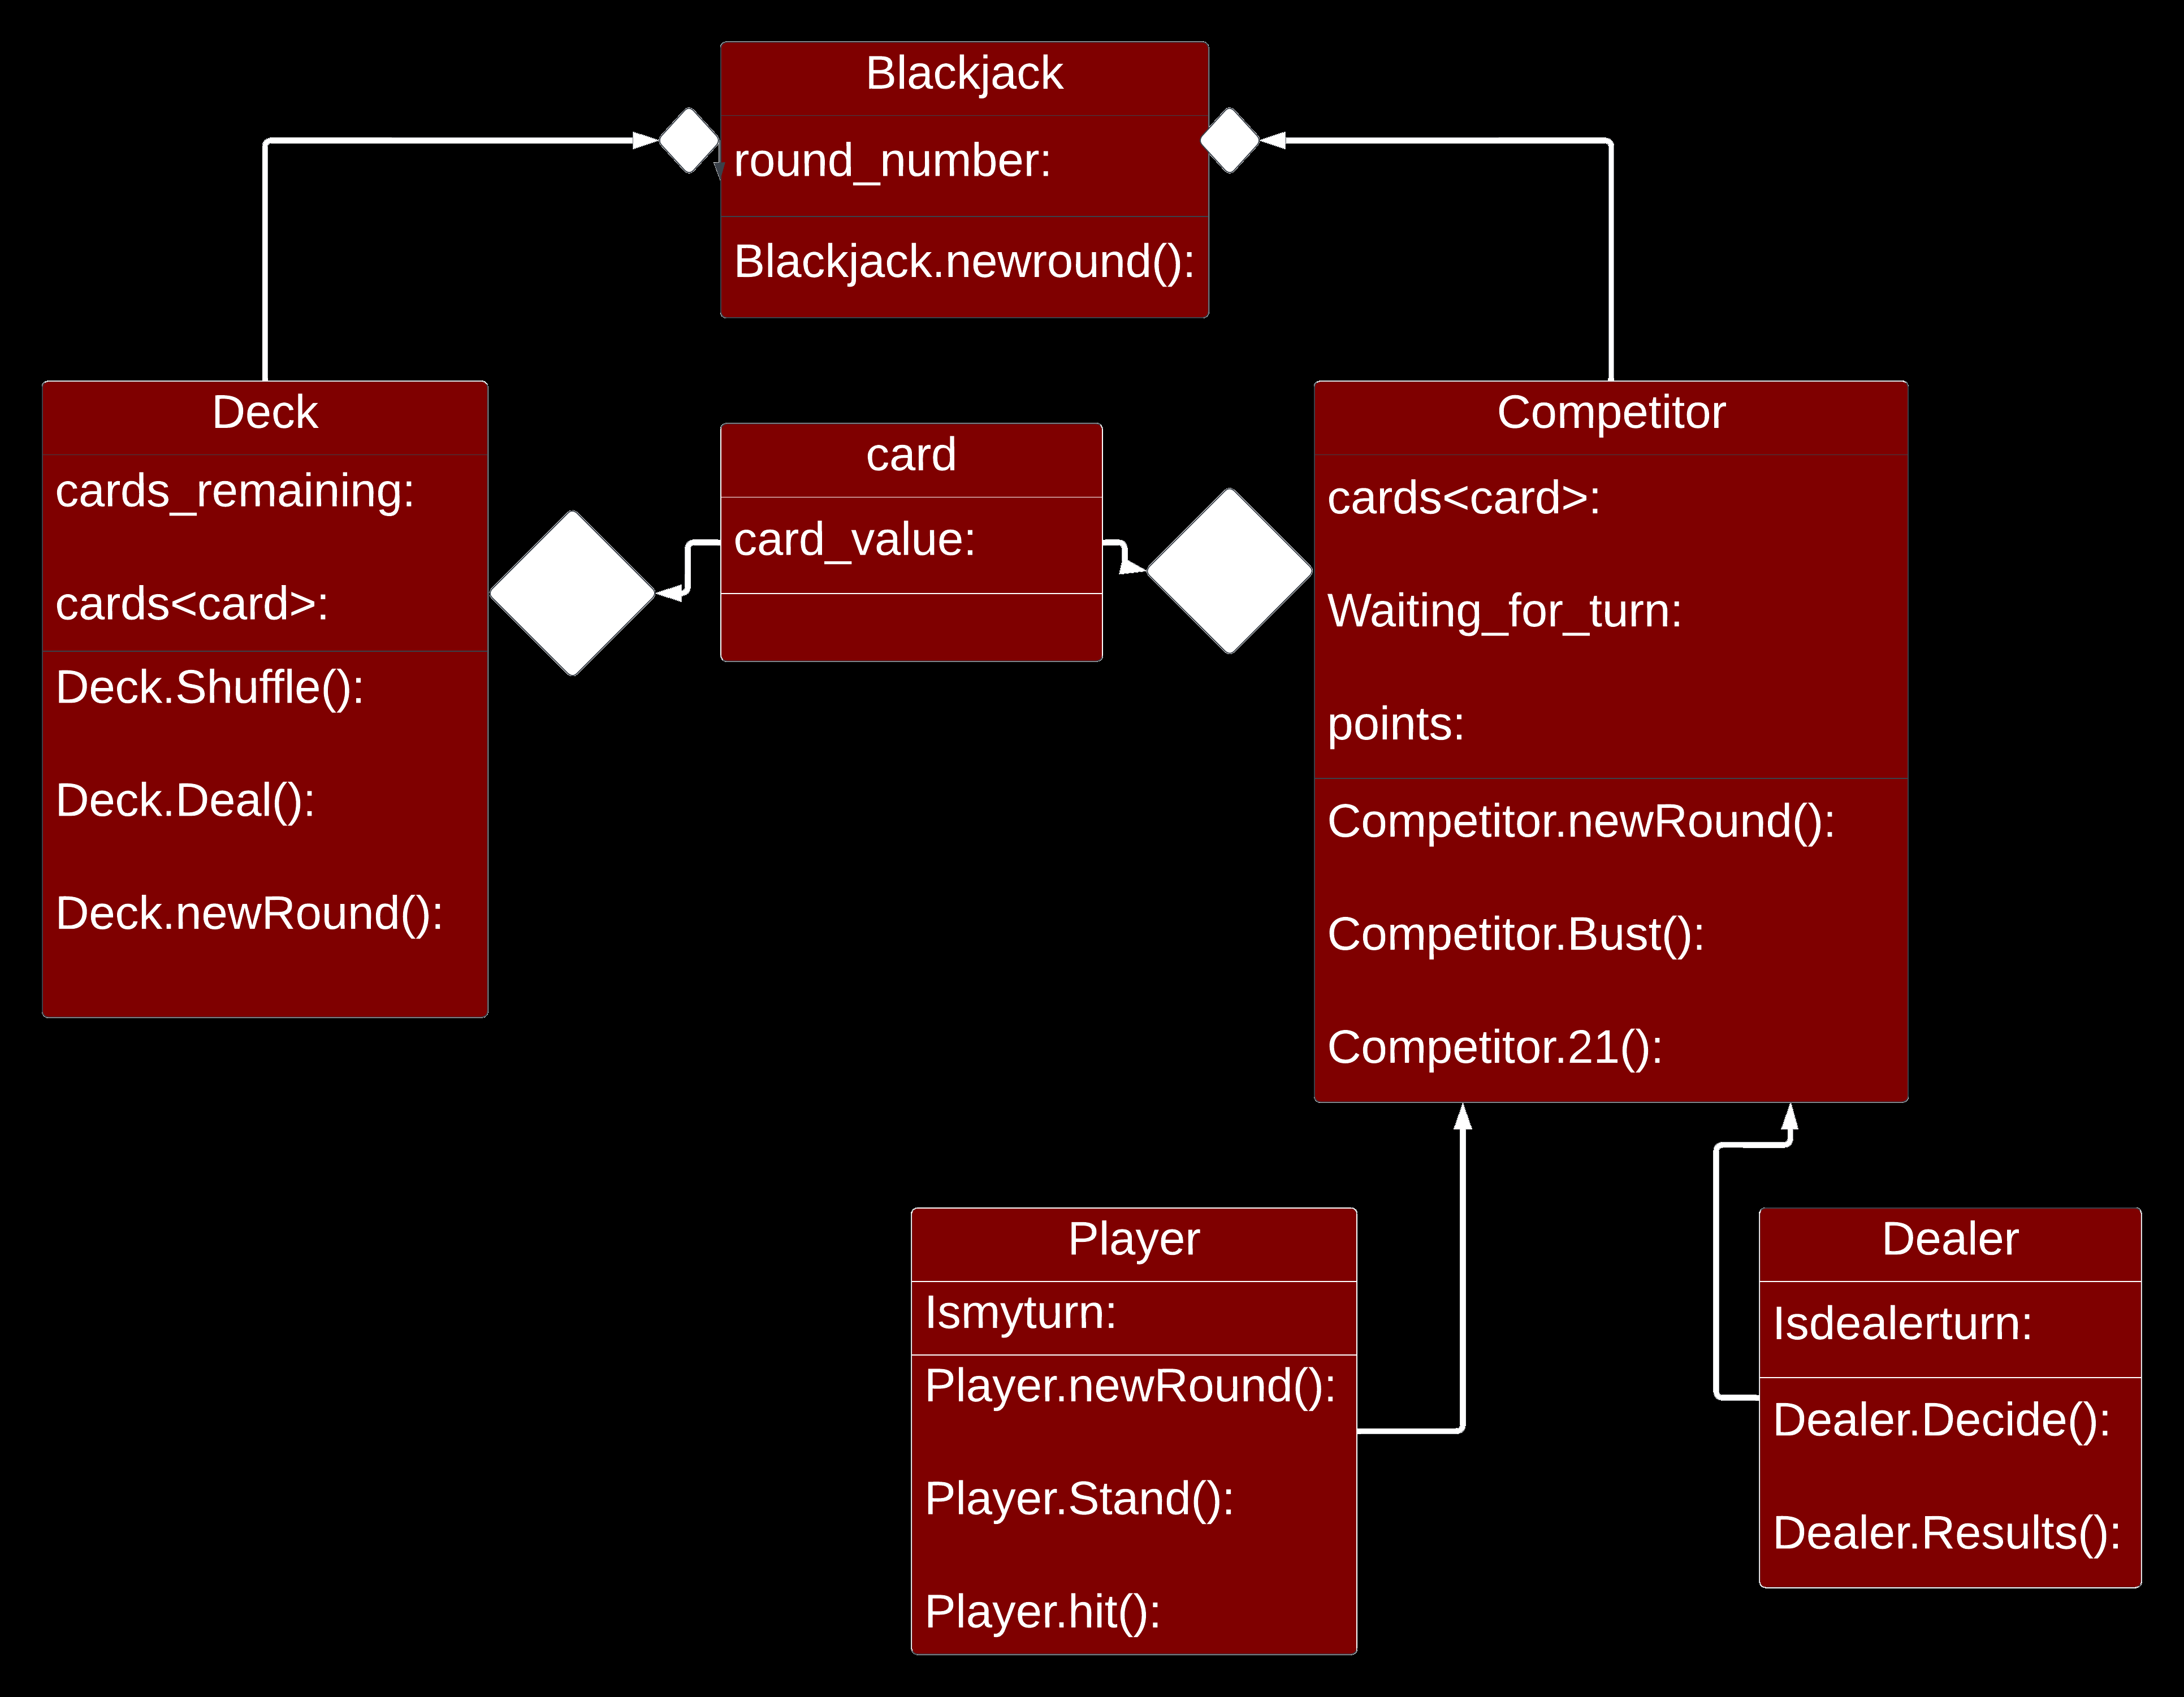 Blackjack
round_number:
Blackjack.newround():
Deck
cards_remaining:
cards<card>:
Deck.Shuffle():
Deck.Deal():
Deck.newRound():
card
card_value:
Competitor
cards<card>:
Waiting_for_turn:
points:
Competitor.newRound():
Competitor.Bust():
Competitor.21():
Player
Ismyturn:
Player.newRound():
Player.Stand():
Player.hit():
Dealer
Isdealerturn:
Dealer.Decide():
Dealer.Results():